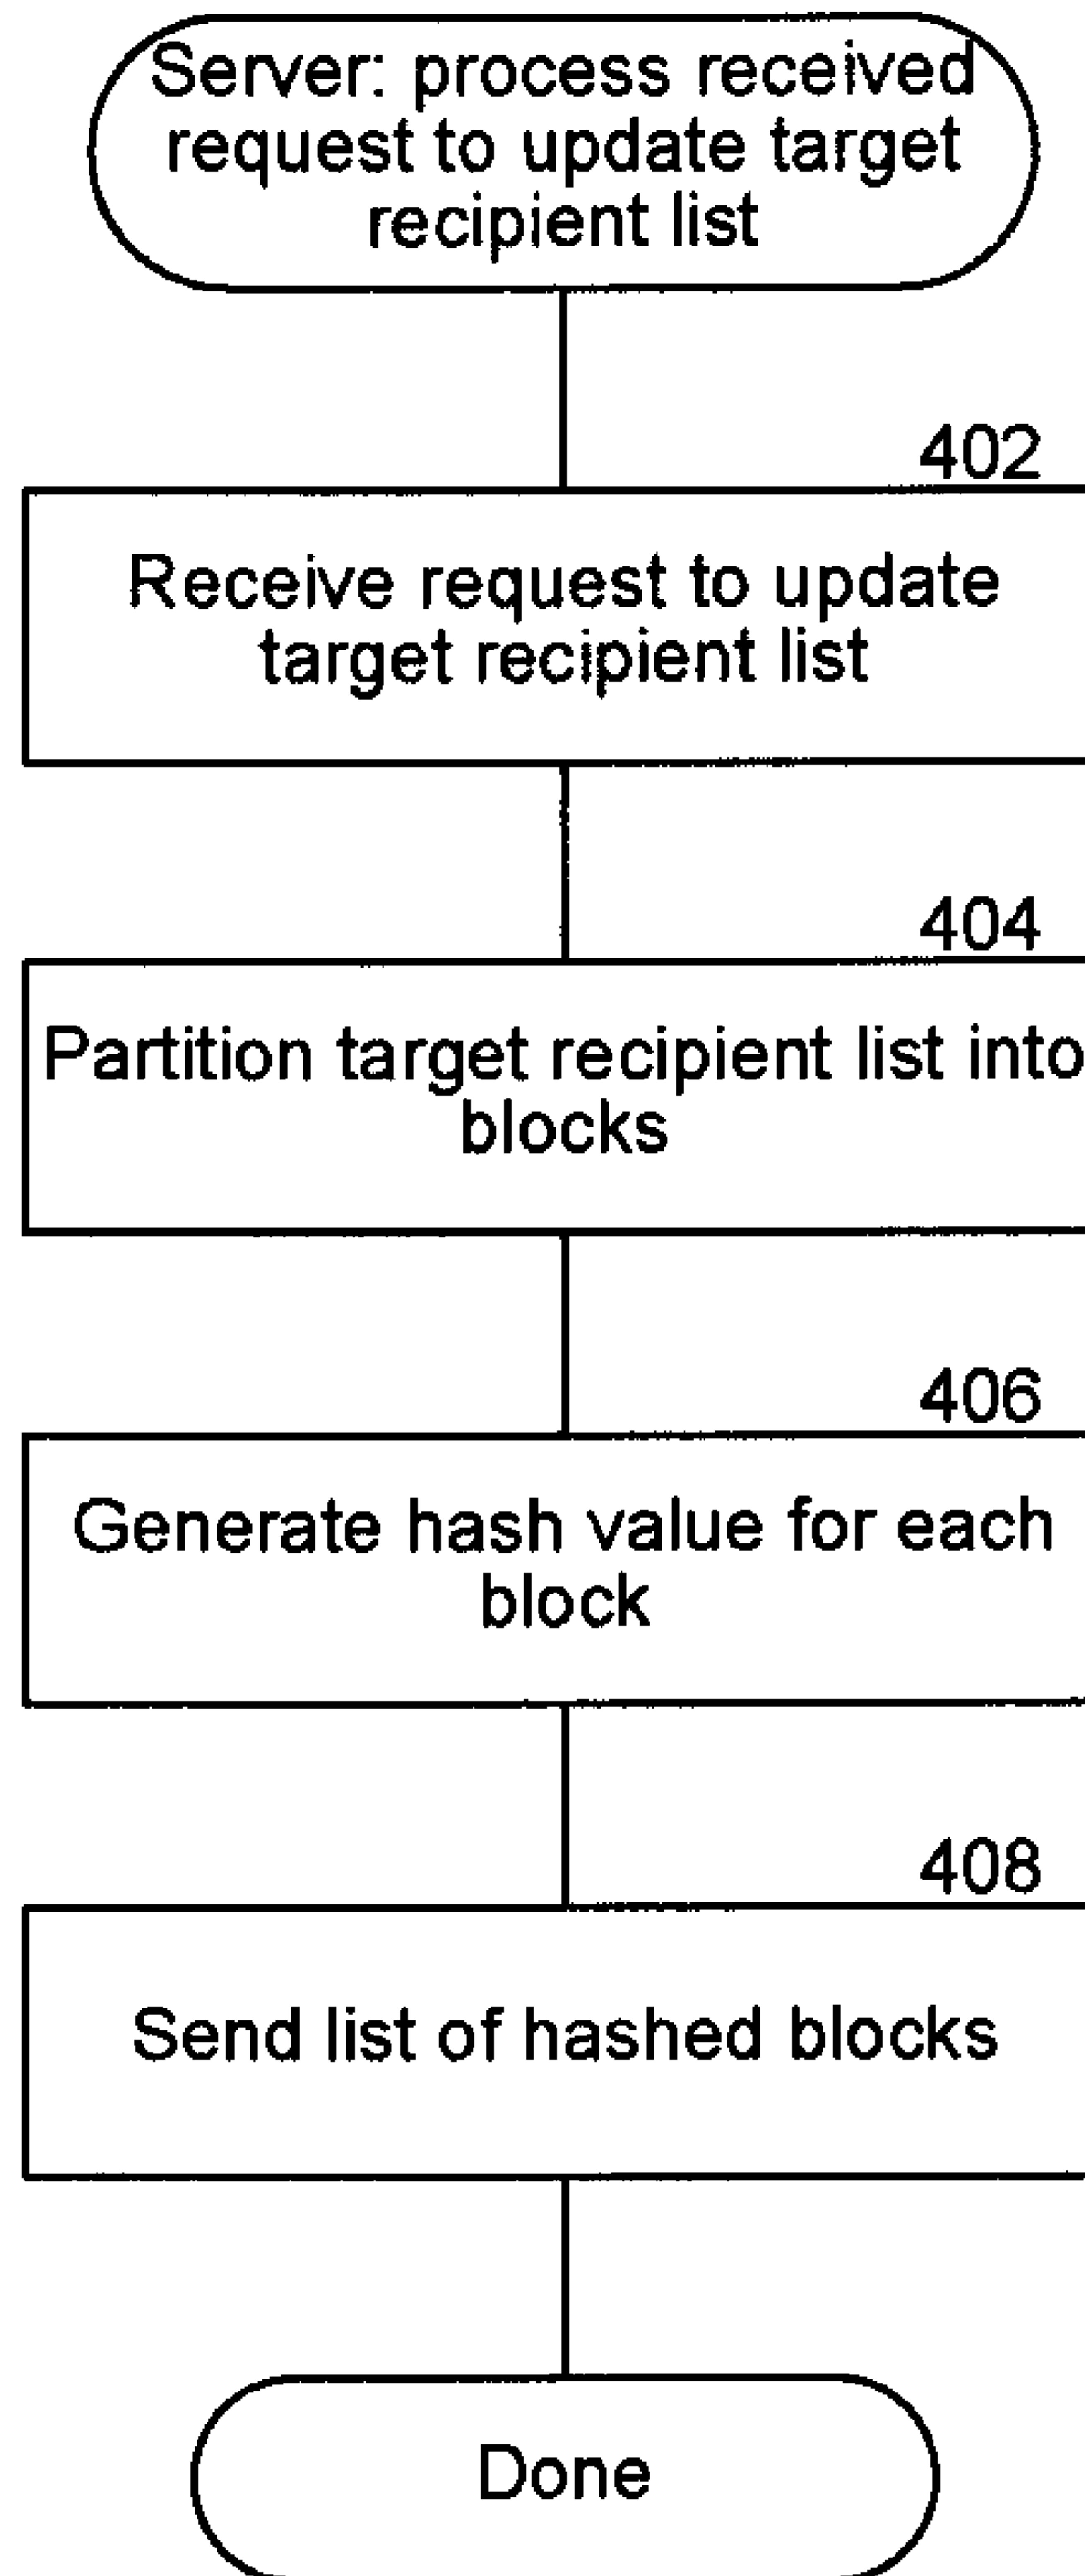 Server: process received
request to update target
recipient list
402
Receive request to update
target recipient list
404
Partition target recipient list into
blocks
406
Generate hash value for each
block
408
Send list of hashed blocks
Done